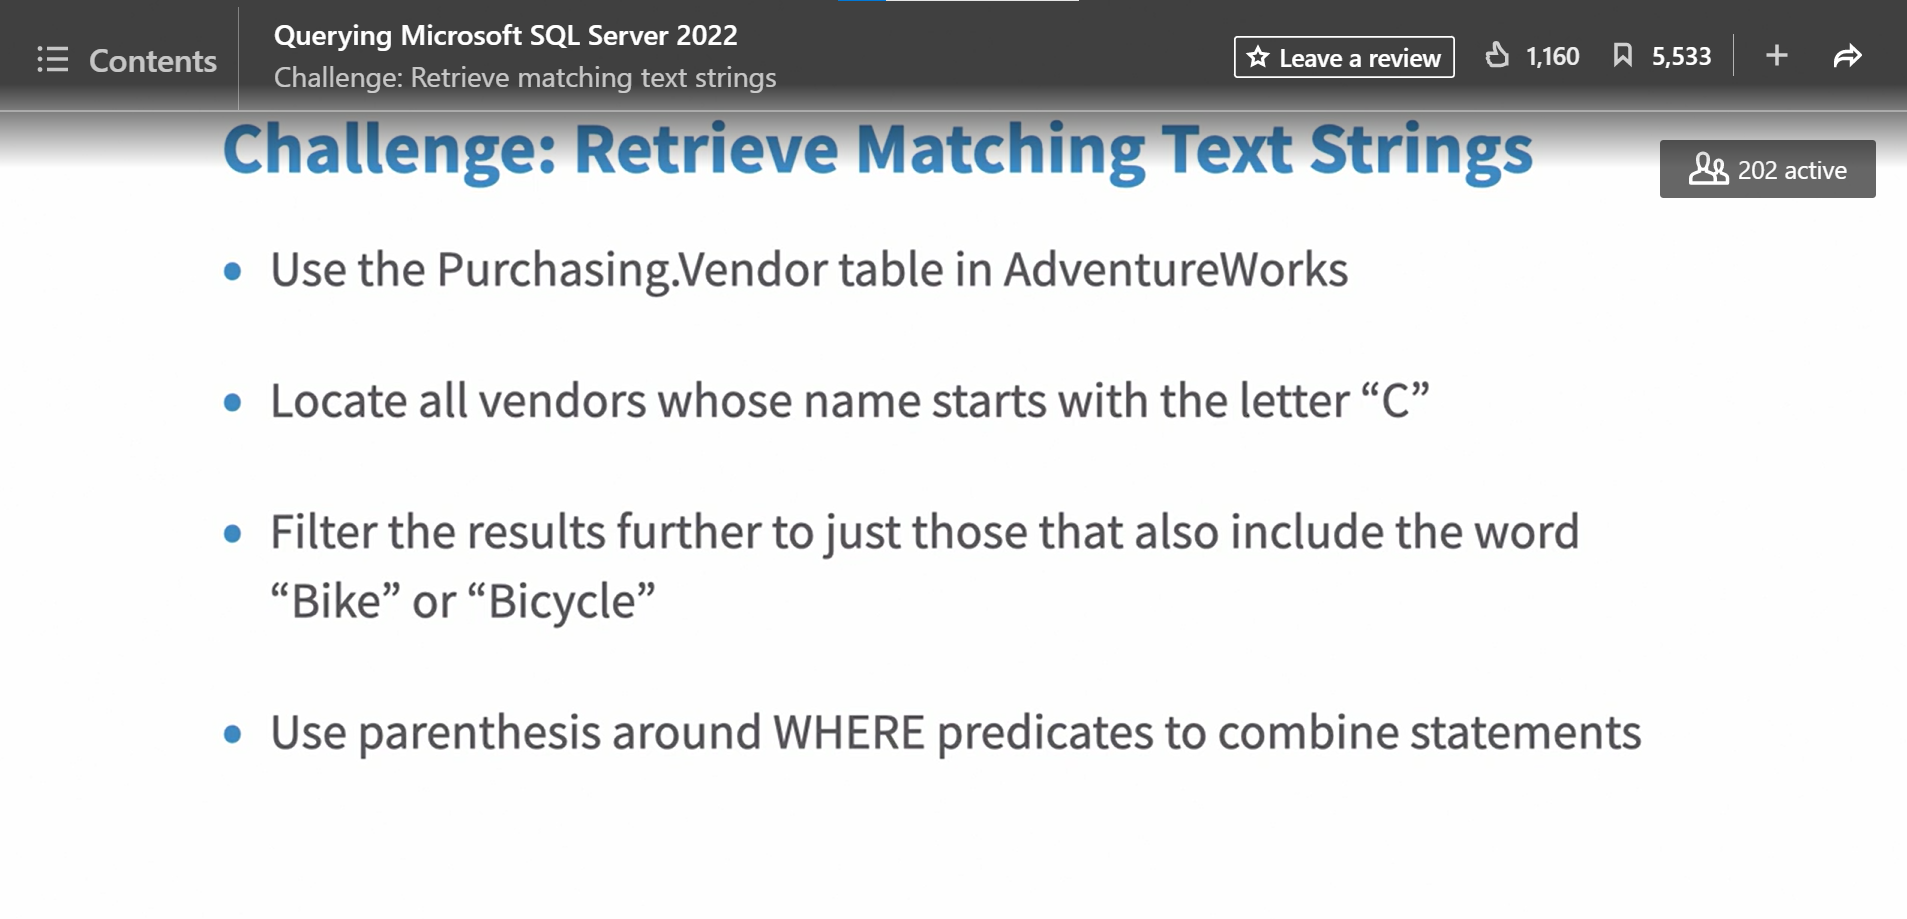 Contents
Querying Microsoft SQL Server 2022
Challenge: Retrieve matching text strings
Leave a review
1,160
5,533
Challenge: Retrieve Matching Text Strings
202 active
• Use the Purchasing.Vendor table in AdventureWorks
• Locate all vendors whose name starts with the letter “C”
• Filter the results further to just those that also include the word
“Bike” or “Bicycle”
• Use parenthesis around WHERE predicates to combine statements